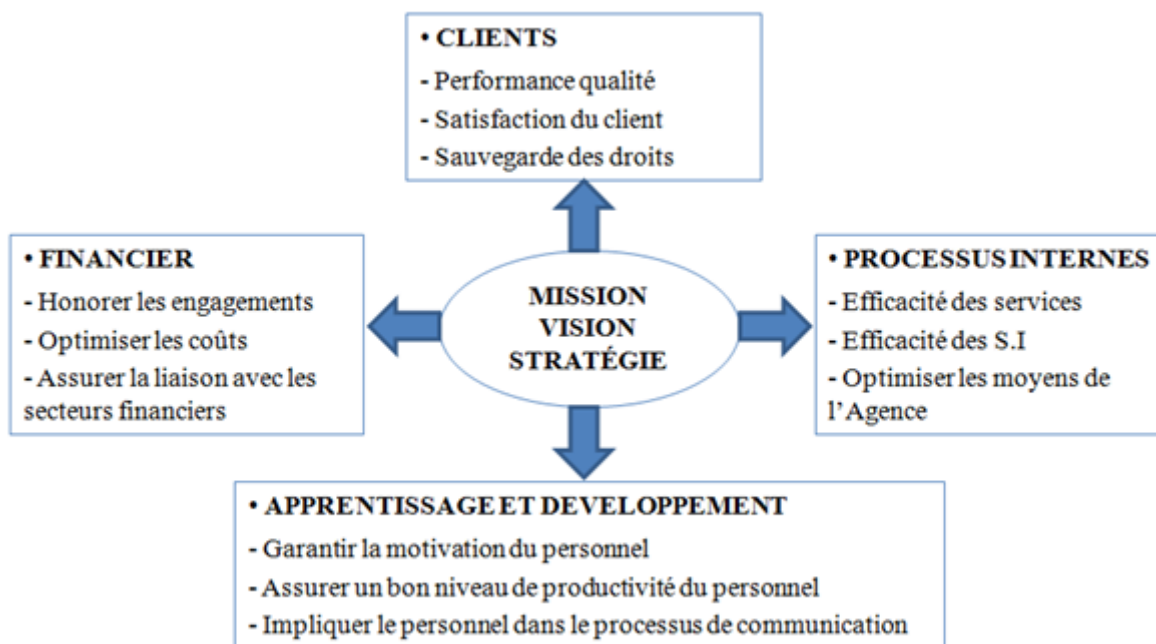 • CLIENTS
- Performance qualité
- Satisfaction du client
- Sauvegarde des droits
• FINANCIER
- Honorer les engagements
- Optimiser les coûts
- Assurer la liaison avec les
secteurs financiers
MISSION
VISION
STRATÉGIE
• PROCESSUS INTERNES
- Efficacité des services
- Efficacité des S.I
- Optimiser les moyens de
l’Agence
• APPRENTISSAGE ET DEVELOPPEMENT
- Garantir la motivation du personnel
- Assurer un bon niveau de productivité du personnel
- Impliquer le personnel dans le processus de communication